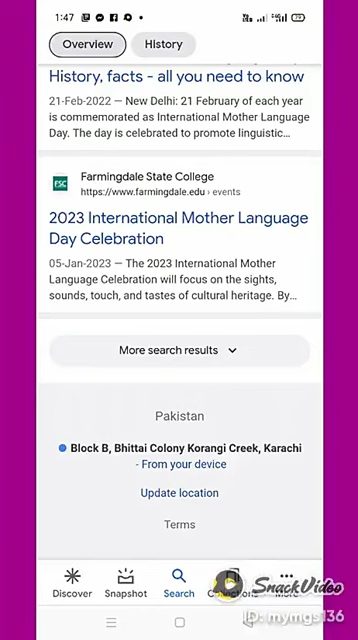 1:47
Overview
History
History, facts - all you need to know
21-Feb-2022 — New Delhi: 21 February of each year
is commemorated as International Mother Language
Day. The day is celebrated to promote linguistic...
FSC
Farmingdale State College
https://www.farmingdale.edu › events
2023 International Mother Language
Day Celebration
05-Jan-2023 — The 2023 International Mother
Language Celebration will focus on the sights,
sounds, touch, and tastes of cultural heritage. By...
More search results
Pakistan
Block B, Bhittai Colony Korangi Creek, Karachi
- From your device
Update location
Terms
Discover
Snapshot
Search
SnackVideo
ID: mymgs136